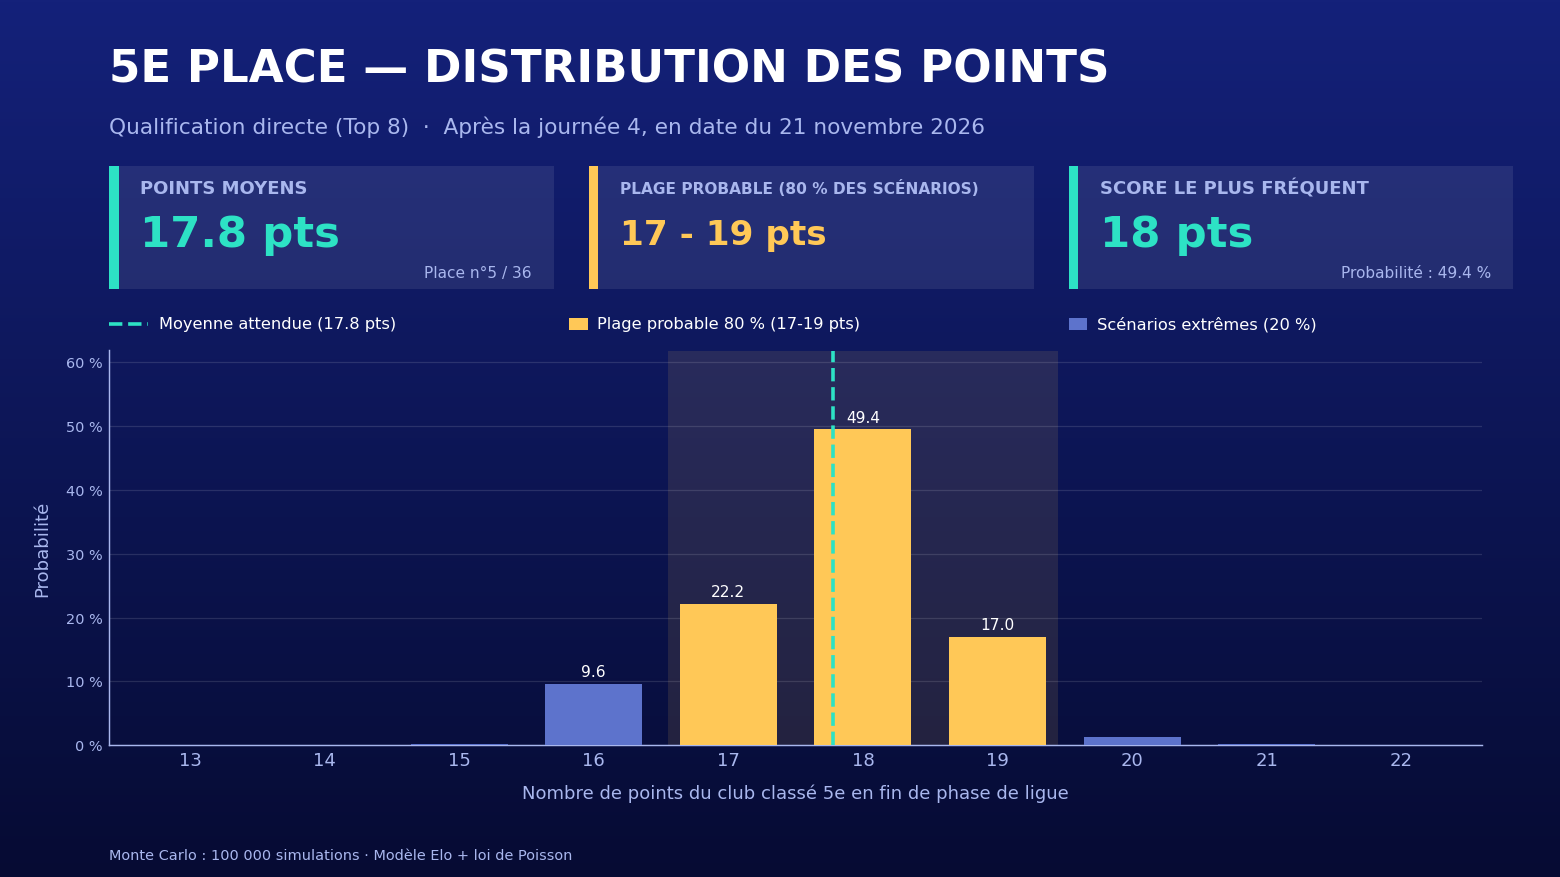 5E PLACE — DISTRIBUTION DES POINTS
Qualification directe (Top 8) · Après la journée 4, en date du 21 novembre 2026
POINTS MOYENS
17.8 pts
Place n°5 / 36
PLAGE PROBABLE (80 % DES SCÉNARIOS)
17 - 19 pts
SCORE LE PLUS FRÉQUENT
18 pts
Probabilité : 49.4 %
Moyenne attendue (17.8 pts)
Plage probable 80 % (17-19 pts)
Scénarios extrêmes (20 %)
Probabilité
60 %
50 %
40 %
30 %
20 %
10 %
0 %
9.6
22.2
49.4
17.0
13 14 15 16 17 18 19 20 21 22
Nombre de points du club classé 5e en fin de phase de ligue
Monte Carlo : 100 000 simulations · Modèle Elo + loi de Poisson